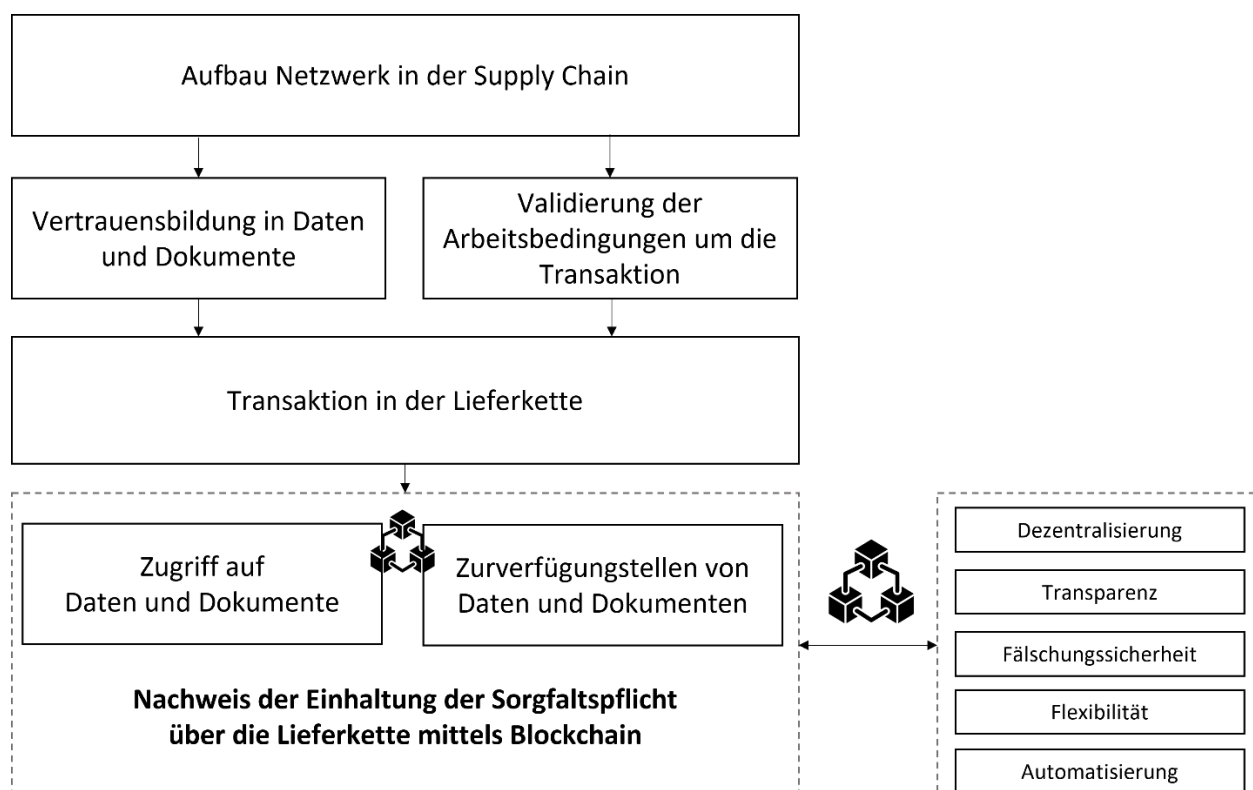 Aufbau Netzwerk in der Supply Chain
Vertrauensbildung in Daten
und Dokumente
Validierung der
Arbeitsbedingungen um die
Transaktion
Transaktion in der Lieferkette
Zugriff auf
Daten und Dokumente
Zurverfügungstellen von
Daten und Dokumenten
Nachweis der Einhaltung der Sorgfaltspflicht
über die Lieferkette mittels Blockchain
Dezentralisierung
Transparenz
Fälschungssicherheit
Flexibilität
Automatisierung